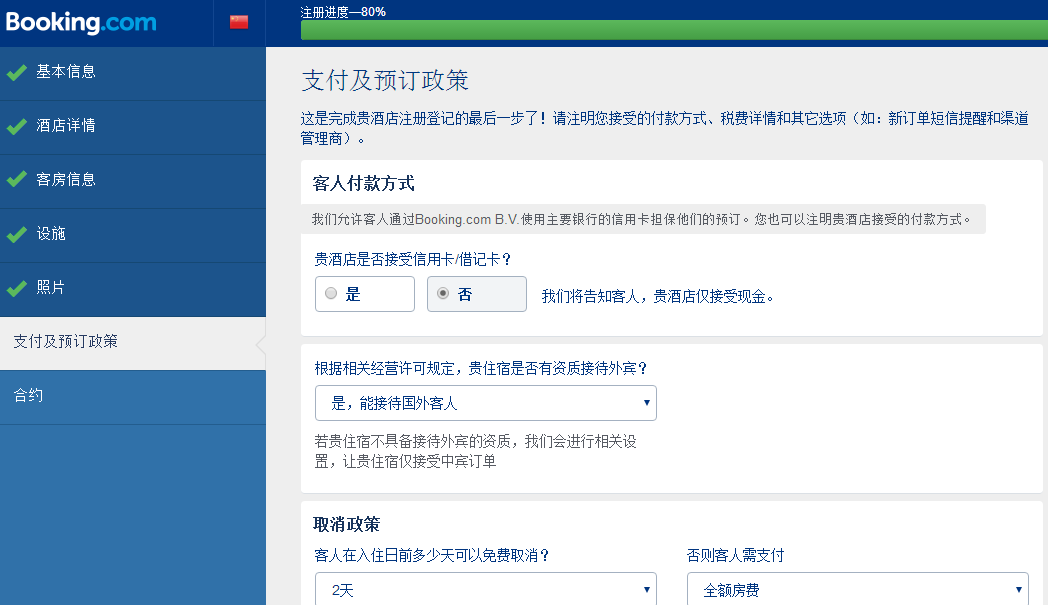 Booking.com
注册进度—80%
基本信息
酒店详情
客房信息
设施
照片
支付及预订政策
合约
支付及预订政策
这是完成贵酒店注册登记的最后一步了！请注明您接受的付款方式、税费详情和其它选项（如：新订单短信提醒和渠道
管理商）。
客人付款方式
我们允许客人通过Booking.com B.V.使用主要银行的信用卡担保他们的预订。您也可以注明贵酒店接受的付款方式。
贵酒店是否接受信用卡/借记卡？
是 否 我们将告知客人，贵酒店仅接受现金。
根据相关经营许可规定，贵住宿是否有资质接待外宾？
是，能接待国外客人
若贵住宿不具备接待外宾的资质，我们会进行相关设
置，让贵住宿仅接受中宾订单
取消政策
客人在入住日前多少天可以免费取消？ 否则客人需支付
2天 全额房费